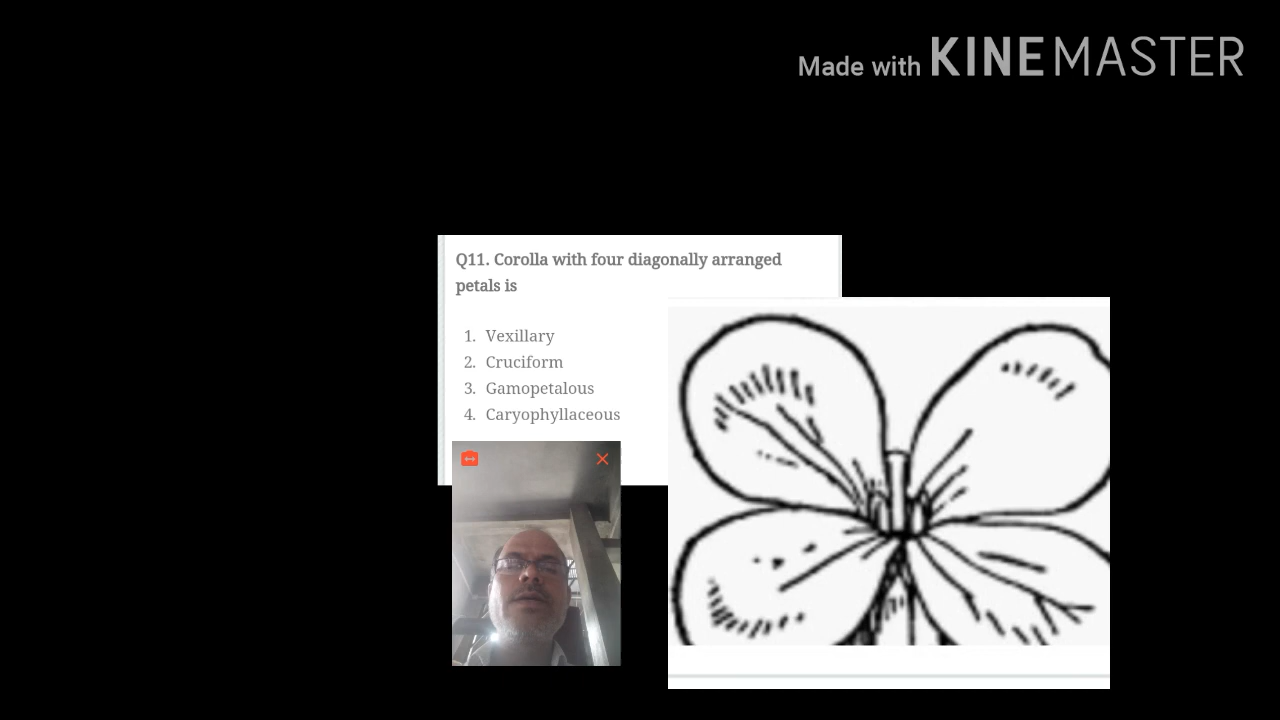 Made with KINEMASTER
Q11. Corolla with four diagonally arranged
petals is
1. Vexillary
2. Cruciform
3. Gamopetalous
4. Caryophyllaceous